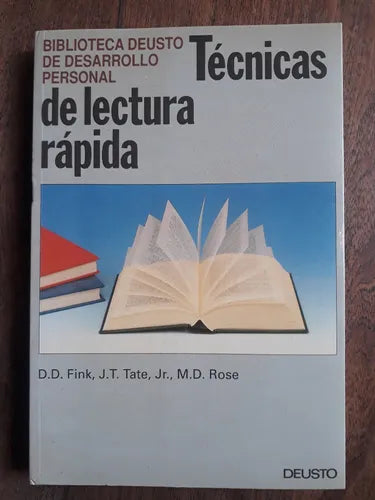 BIBLIOTECA DEUSTO
DE DESARROLLO
PERSONAL
Técnicas
de lectura
rápida
D.D. Fink, J.T. Tate, Jr., M.D. Rose
DEUSTO